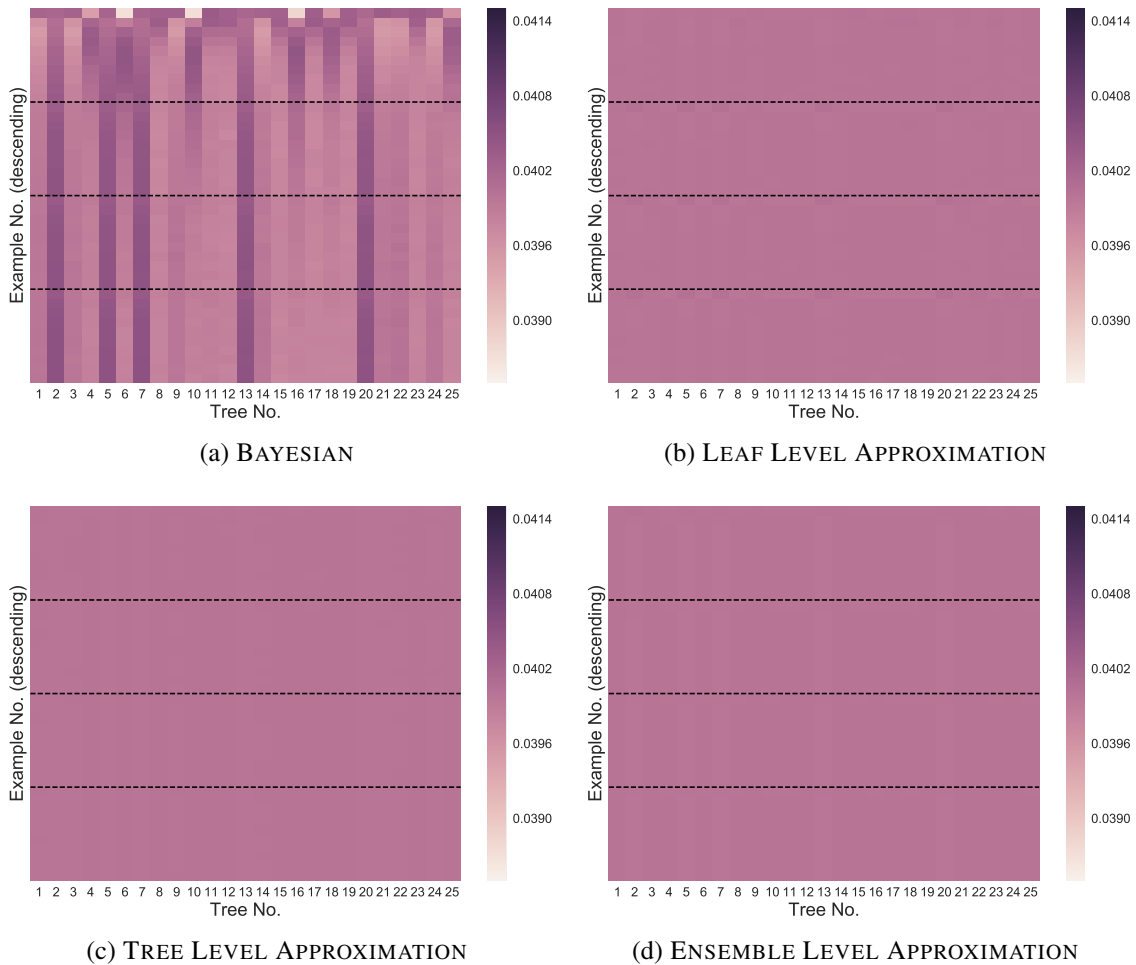 0.0414
0.0408
0.0402
0.0396
0.0390
Example No. (descending)
1 2 3 4 5 6 7 8 9 10 11 12 13 14 15 16 17 18 19 20 21 22 23 24 25
Tree No.
(a) BAYESIAN
0.0414
0.0408
0.0402
0.0396
0.0390
Example No. (descending)
1 2 3 4 5 6 7 8 9 10 11 12 13 14 15 16 17 18 19 20 21 22 23 24 25
Tree No.
(b) LEAF LEVEL APPROXIMATION
0.0414
0.0408
0.0402
0.0396
0.0390
Example No. (descending)
1 2 3 4 5 6 7 8 9 10 11 12 13 14 15 16 17 18 19 20 21 22 23 24 25
Tree No.
(c) TREE LEVEL APPROXIMATION
0.0414
0.0408
0.0402
0.0396
0.0390
Example No. (descending)
1 2 3 4 5 6 7 8 9 10 11 12 13 14 15 16 17 18 19 20 21 22 23 24 25
Tree No.
(d) ENSEMBLE LEVEL APPROXIMATION